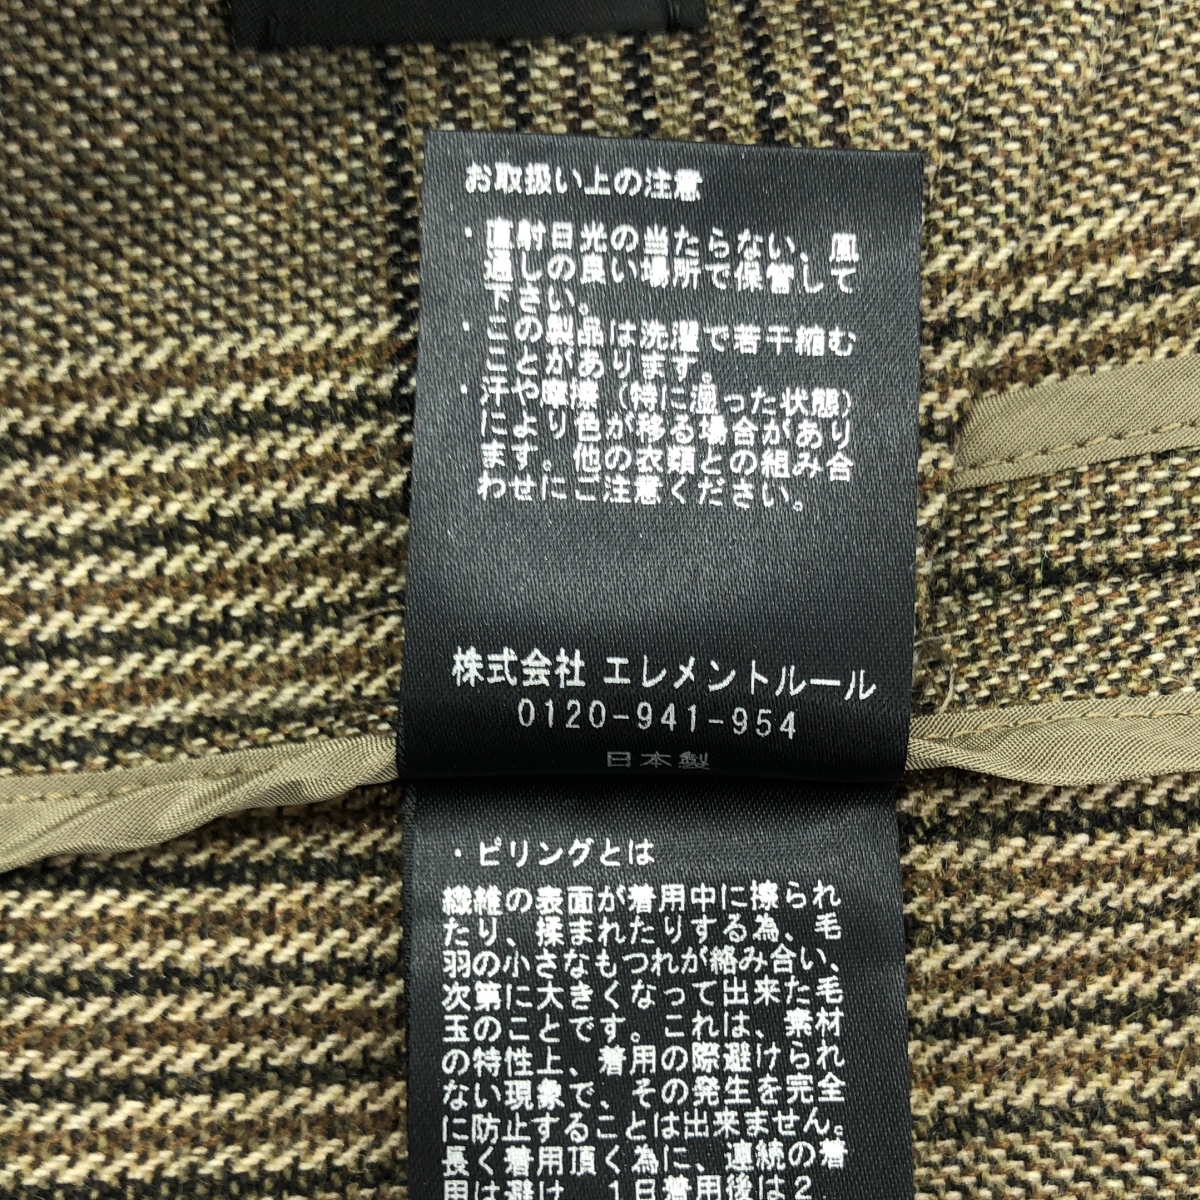 お取扱い上の注意
・直射日光の当たらない、風
通しの良い場所で保管して
下さい。
・この製品は洗濯で若干縮む
ことがあります。
・汗や摩擦(特に湿った状態)
により色が移る場合があり
ます。他の衣類との組み合
わせにご注意ください。
株式会社 エレメントルール
0120-941-954
日本製
・ピリングとは
繊維の表面が着用中に擦られ
たり、揉まれたりする為、毛
羽の小さなもつれが絡み合い、
次第に大きくなって出来た毛
玉のことです。これは、素材
の特性上、着用の際避けられ
ない現象で、その発生を完全
に防止することは出来ません。
長く着用頂く為に、連続の着
用は避け、1日着用後は2